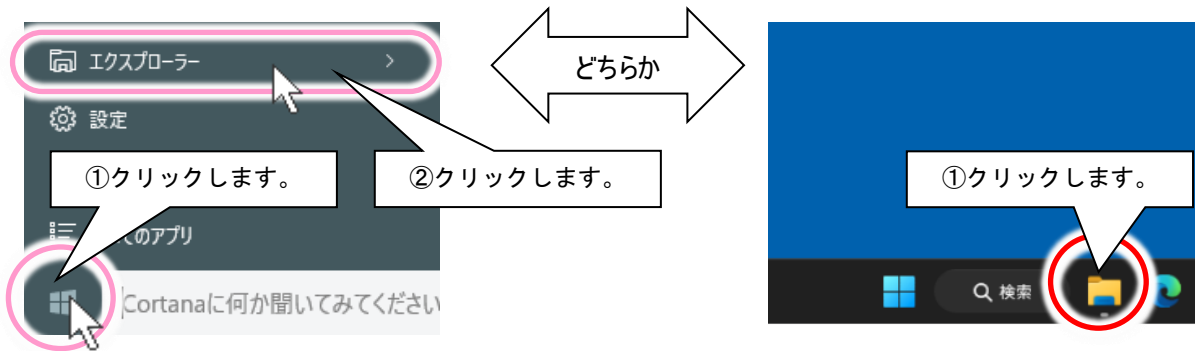 エクスプローラー
どちらか
設定
①クリックします。
②クリックします。
①クリックします。
てのアプリ
検索
Cortanaに何か聞いてみてください